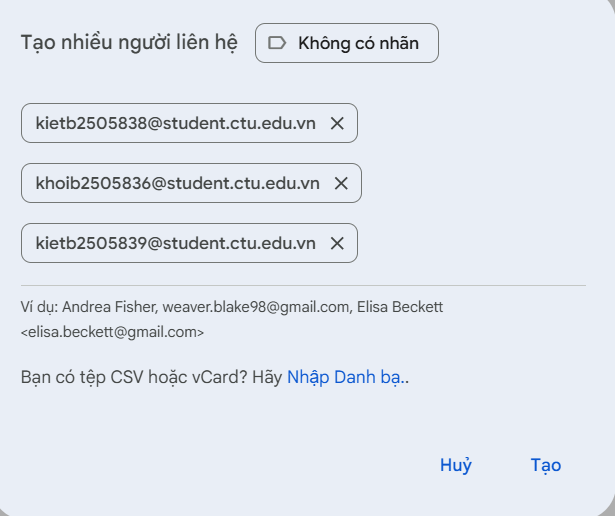 Tạo nhiều người liên hệ Không có nhãn
kietb2505838@student.ctu.edu.vn
khoib2505836@student.ctu.edu.vn
kietb2505839@student.ctu.edu.vn
Ví dụ: Andrea Fisher, weaver.blake98@gmail.com, Elisa Beckett
<elisa.beckett@gmail.com>
Bạn có tệp CSV hoặc vCard? Hãy Nhập Danh bạ..
Huỷ Tạo